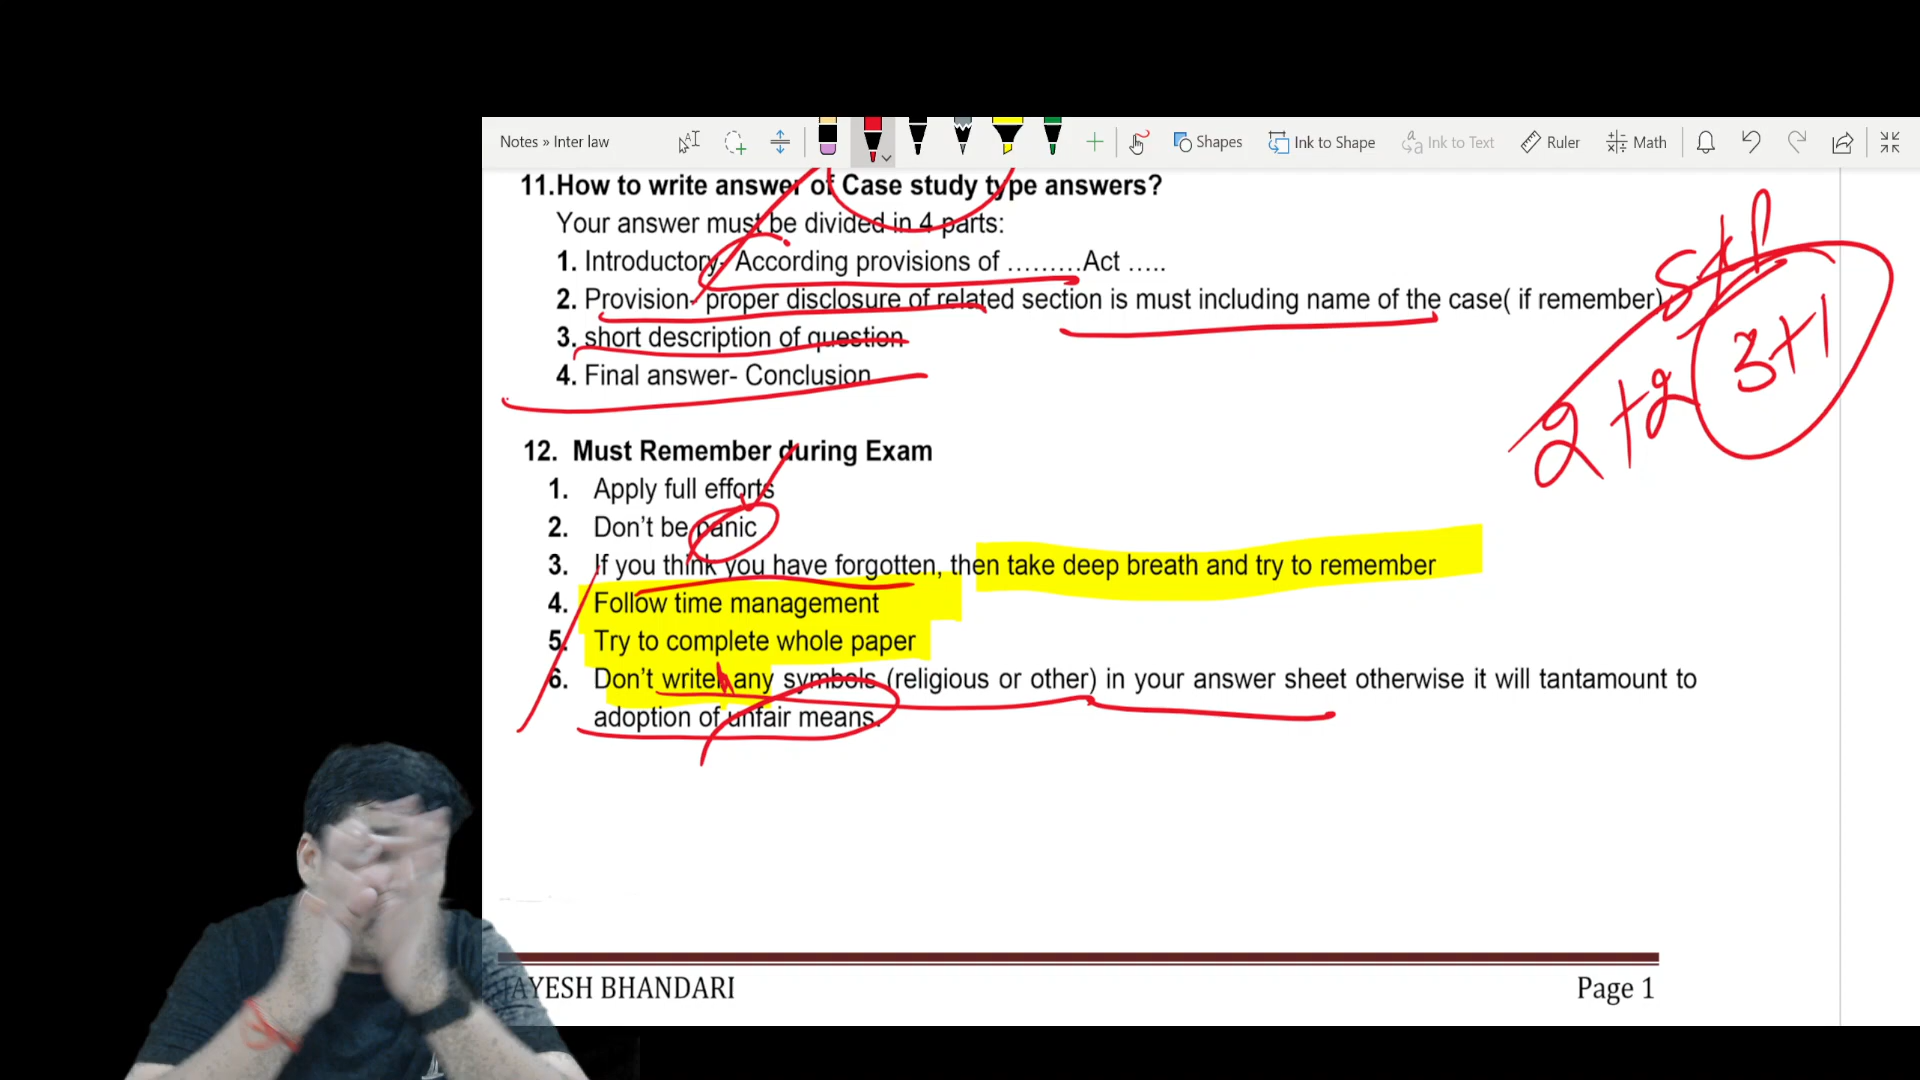 Notes » Inter law
Shapes
Ink to Shape
Ink to Text
Ruler
Math
11.How to write answer of Case study type answers?
Your answer must be divided in 4 parts:
1. Introductory- According provisions of ………Act …..
2. Provision- proper disclosure of related section is must including name of the case( if remember)
3. short description of question
4. Final answer- Conclusion
2+2
3+1
12. Must Remember during Exam
1. Apply full efforts
2. Don't be panic
3. If you think you have forgotten, then take deep breath and try to remember
4. Follow time management
5. Try to complete whole paper
6. Don't write any symbols (religious or other) in your answer sheet otherwise it will tantamount to
adoption of unfair means.
AYESH BHANDARI
Page 1